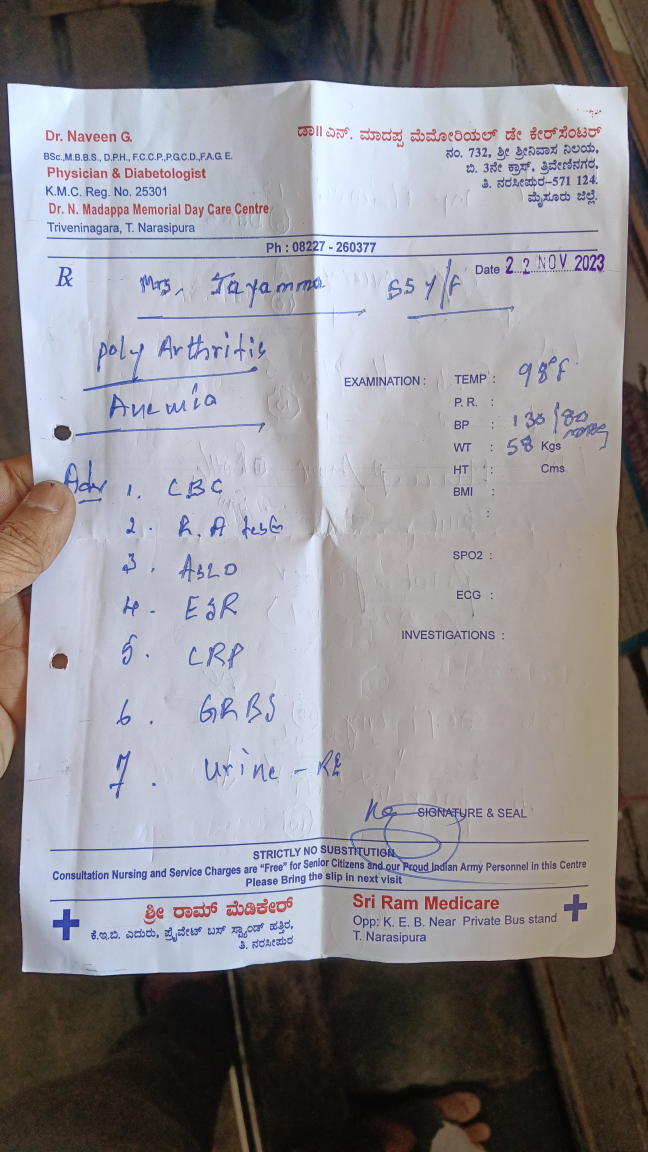 Dr. Naveen G.
BSc.,M.B.B.S., D.P.H., F.C.C.P.,P.G.C.D.,F.A.G.E.
Physician & Diabetologist
K.M.C. Reg. No. 25301
Dr. N. Madappa Memorial Day Care Centre
Triveninagara, T. Narasipura
ಡಾ॥ ಎನ್. ಮಾದಪ್ಪ ಮೆಮೋರಿಯಲ್ ಡೇ ಕೇರ್‌ಸೆಂಟರ್
ನಂ. 732, ಶ್ರೀ ಶ್ರೀನಿವಾಸ ನಿಲಯ,
ಬಿ. 3ನೇ ಕ್ರಾಸ್, ತ್ರಿವೇಣಿನಗರ,
ತಿ. ನರಸೀಪುರ–571 124.
ಮೈಸೂರು ಜಿಲ್ಲೆ.
Ph : 08227 - 260377
℞ Mrs. Jayamma 55 Y/F
Date 22 NOV 2023
Poly Arthritis
Anemia
EXAMINATION : TEMP : 98°F
P. R. :
BP : 130/80 mmHg
WT : 58 Kgs
HT : Cms
BMI :
:
SPO2 :
ECG :
INVESTIGATIONS :
Adv 1. CBC
2. R.A test
3. ASLO
4. ESR
5. CRP
6. GRBS
7. Urine - RE
SIGNATURE & SEAL
STRICTLY NO SUBSTITUTION
Consultation Nursing and Service Charges are "Free" for Senior Citizens and our Proud Indian Army Personnel in this Centre
Please Bring the slip in next visit
ಶ್ರೀ ರಾಮ್ ಮೆಡಿಕೇರ್
ಕೆ.ಇ.ಬಿ. ಎದುರು, ಪ್ರೈವೇಟ್ ಬಸ್ ಸ್ಟ್ಯಾಂಡ್ ಹತ್ತಿರ,
ತಿ. ನರಸೀಪುರ
Sri Ram Medicare
Opp: K. E. B. Near Private Bus stand
T. Narasipura